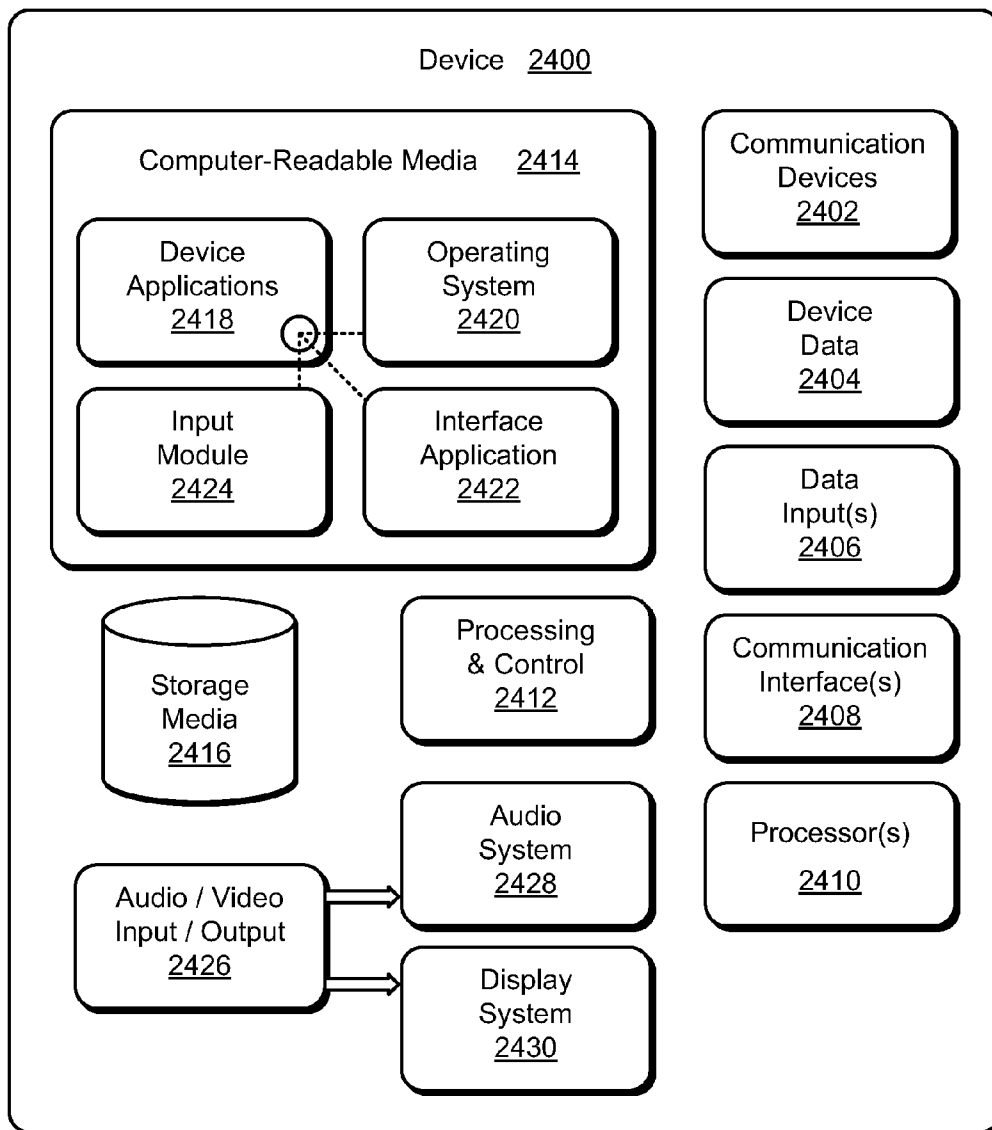 Device 2400
Computer-Readable Media 2414
Device
Applications
2418
Operating
System
2420
Input
Module
2424
Interface
Application
2422
Storage
Media
2416
Processing
& Control
2412
Audio / Video
Input / Output
2426
Audio
System
2428
Display
System
2430
Communication
Devices
2402
Device
Data
2404
Data
Input(s)
2406
Communication
Interface(s)
2408
Processor(s)
2410